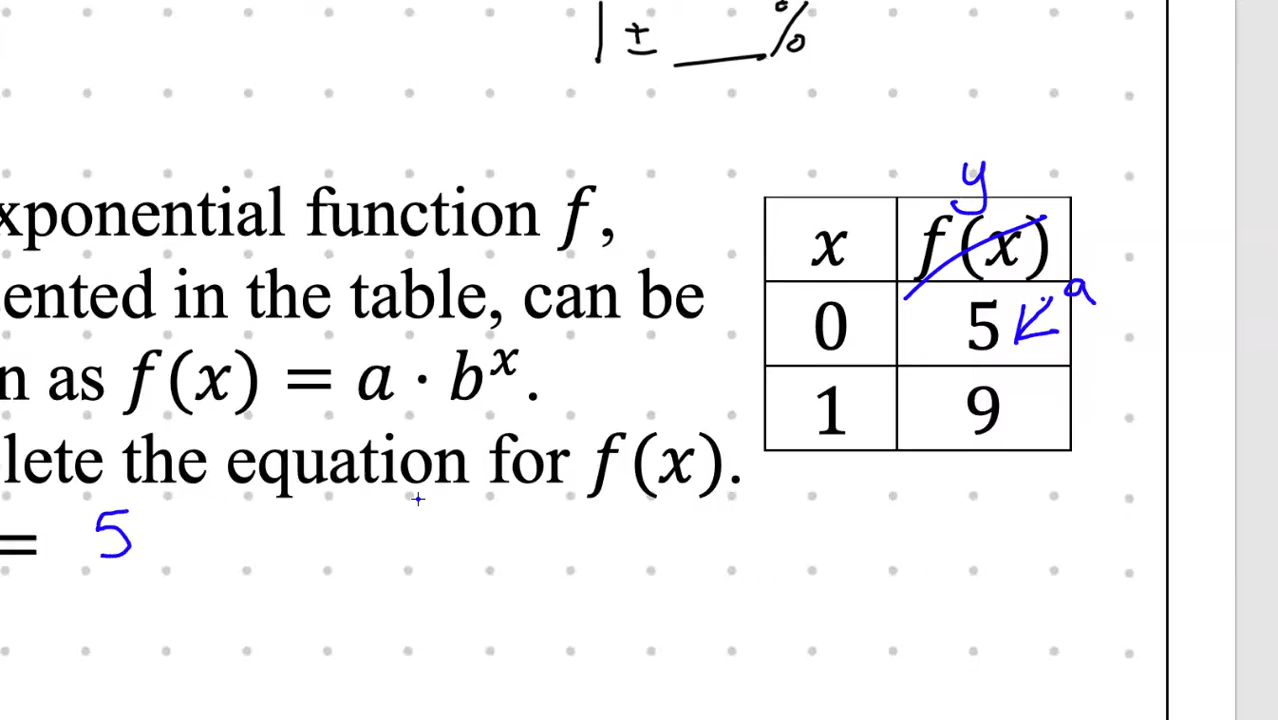 1 ± ___%
xponential function f,
ented in the table, can be
n as f(x) = a · b^x.
lete the equation for f(x).
= 5
y
x f(x)
0 5 a
1 9